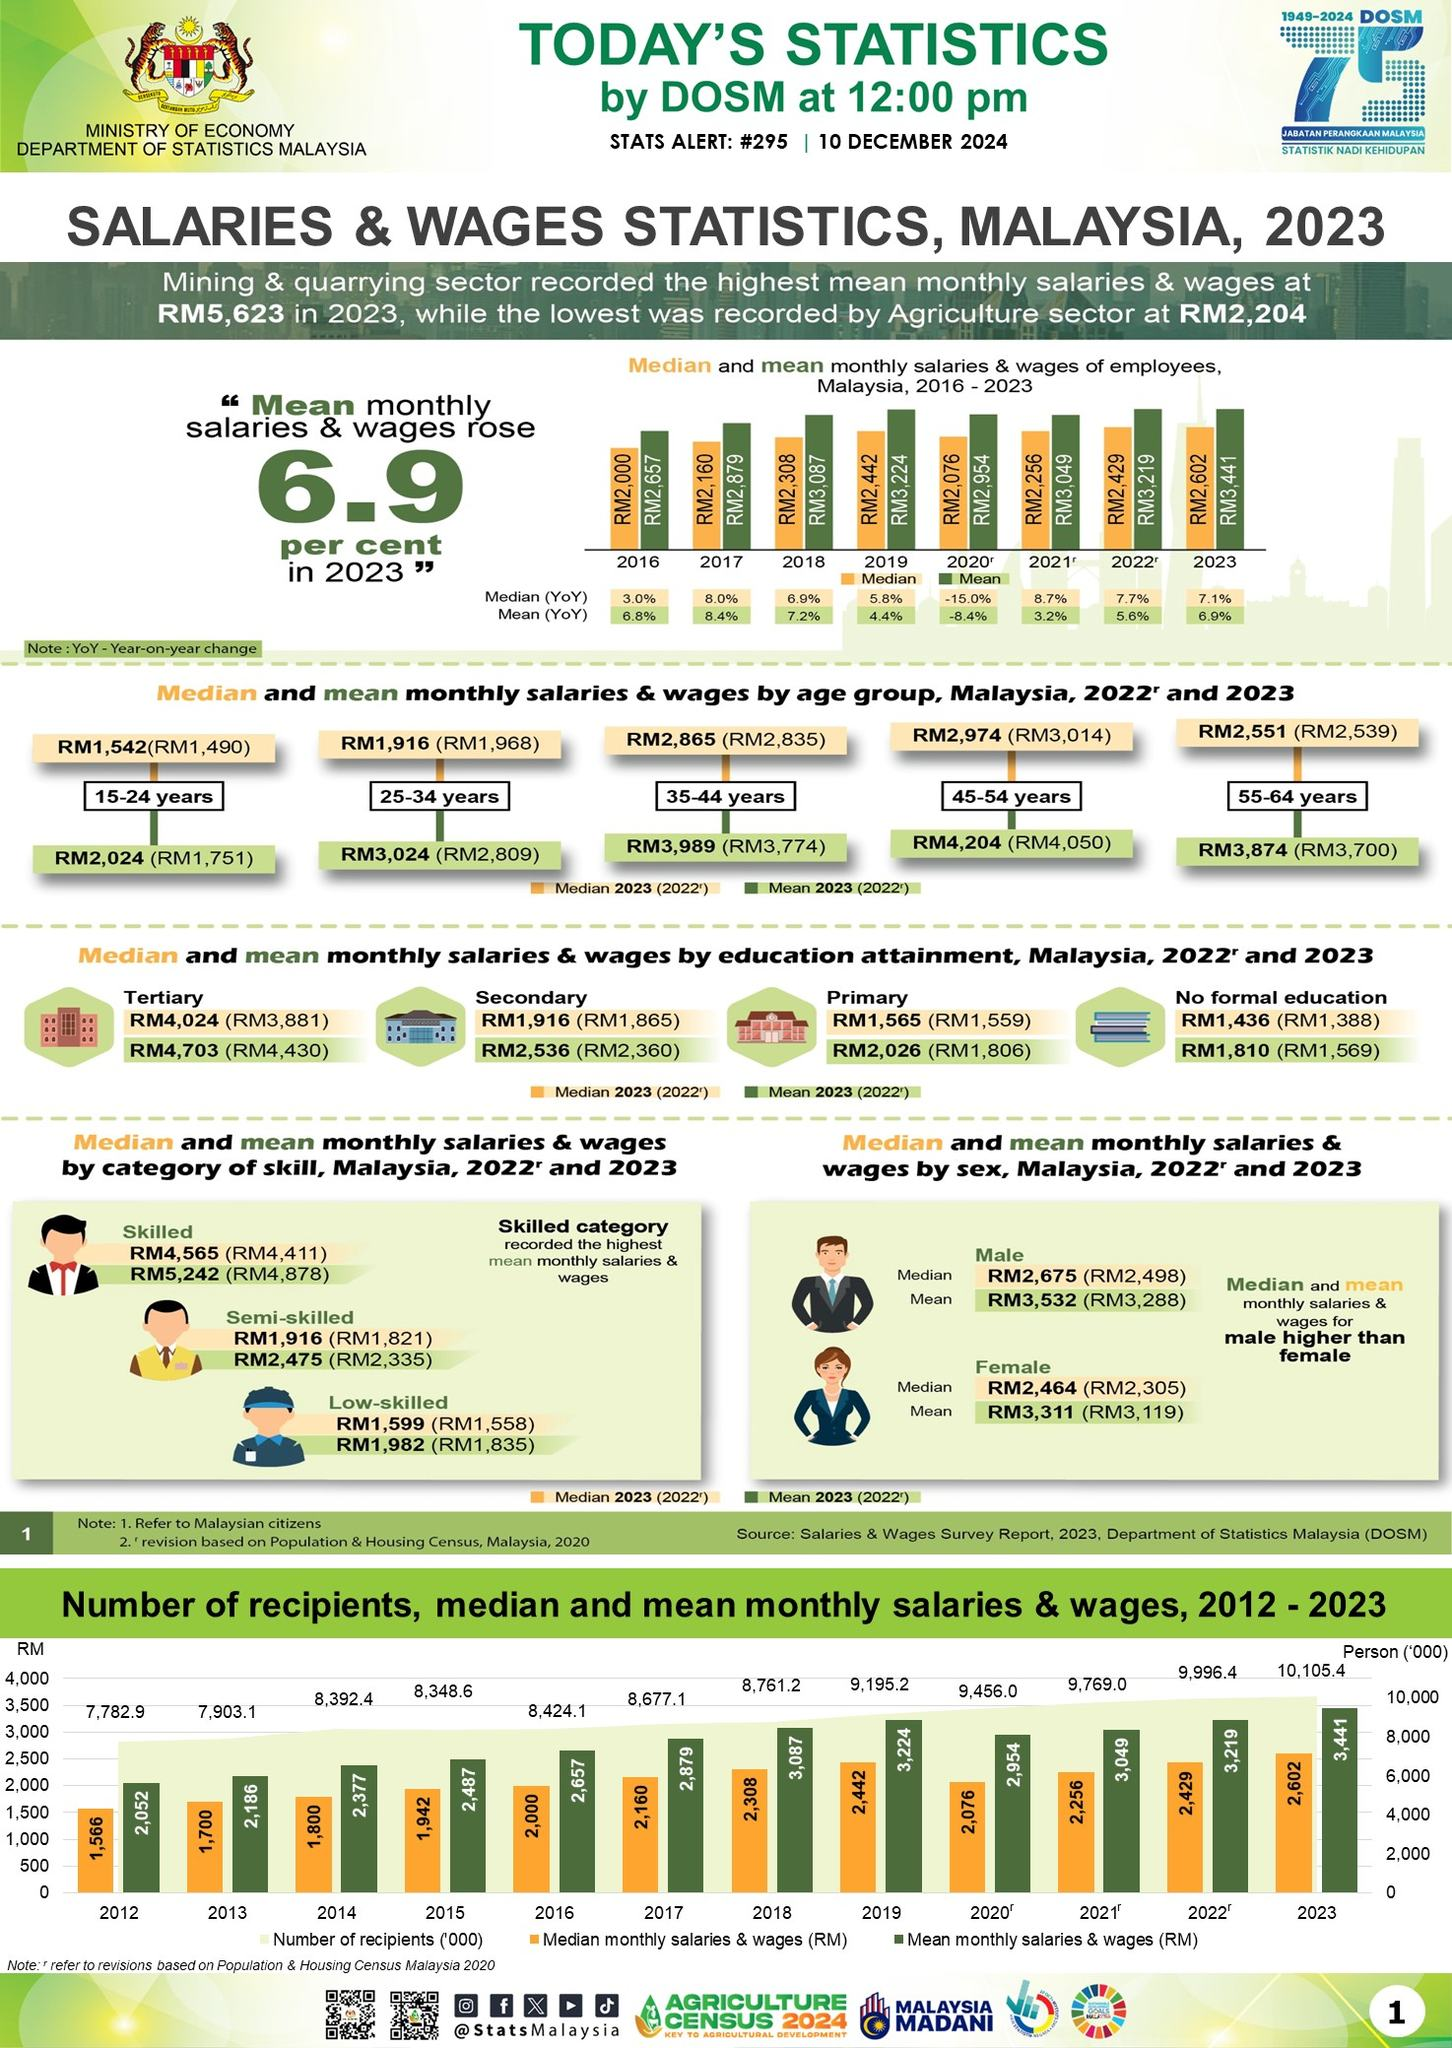 MINISTRY OF ECONOMY
DEPARTMENT OF STATISTICS MALAYSIA
TODAY'S STATISTICS
by DOSM at 12:00 pm
STATS ALERT: #295 | 10 DECEMBER 2024
1949-2024 DOSM
75
JABATAN PERANGKAAN MALAYSIA
STATISTIK NADI KEHIDUPAN
SALARIES & WAGES STATISTICS, MALAYSIA, 2023
Mining & quarrying sector recorded the highest mean monthly salaries & wages at
RM5,623 in 2023, while the lowest was recorded by Agriculture sector at RM2,204
“ Mean monthly
salaries & wages rose
6.9
per cent
in 2023 ”
Note : YoY - Year-on-year change
Median and mean monthly salaries & wages of employees,
Malaysia, 2016 - 2023
RM2,000 RM2,657 RM2,160 RM2,879 RM2,308 RM3,087 RM2,442 RM3,224 RM2,076 RM2,954 RM2,256 RM3,049 RM2,429 RM3,219 RM2,602 RM3,441
2016 2017 2018 2019 2020ʳ 2021ʳ 2022ʳ 2023
Median Mean
Median (YoY) 3.0% 8.0% 6.9% 5.8% -15.0% 8.7% 7.7% 7.1%
Mean (YoY) 6.8% 8.4% 7.2% 4.4% -8.4% 3.2% 5.6% 6.9%
Median and mean monthly salaries & wages by age group, Malaysia, 2022ʳ and 2023
RM1,542(RM1,490) RM1,916 (RM1,968) RM2,865 (RM2,835) RM2,974 (RM3,014) RM2,551 (RM2,539)
15-24 years 25-34 years 35-44 years 45-54 years 55-64 years
RM2,024 (RM1,751) RM3,024 (RM2,809) RM3,989 (RM3,774) RM4,204 (RM4,050) RM3,874 (RM3,700)
Median 2023 (2022ʳ) Mean 2023 (2022ʳ)
Median and mean monthly salaries & wages by education attainment, Malaysia, 2022ʳ and 2023
Tertiary
RM4,024 (RM3,881)
RM4,703 (RM4,430)
Secondary
RM1,916 (RM1,865)
RM2,536 (RM2,360)
Primary
RM1,565 (RM1,559)
RM2,026 (RM1,806)
No formal education
RM1,436 (RM1,388)
RM1,810 (RM1,569)
Median 2023 (2022ʳ) Mean 2023 (2022ʳ)
Median and mean monthly salaries & wages
by category of skill, Malaysia, 2022ʳ and 2023
Skilled
RM4,565 (RM4,411)
RM5,242 (RM4,878)
Semi-skilled
RM1,916 (RM1,821)
RM2,475 (RM2,335)
Low-skilled
RM1,599 (RM1,558)
RM1,982 (RM1,835)
Skilled category
recorded the highest
mean monthly salaries &
wages
Median and mean monthly salaries &
wages by sex, Malaysia, 2022ʳ and 2023
Male
Median RM2,675 (RM2,498)
Mean RM3,532 (RM3,288)
Female
Median RM2,464 (RM2,305)
Mean RM3,311 (RM3,119)
Median and mean
monthly salaries &
wages for
male higher than
female
Median 2023 (2022ʳ) Mean 2023 (2022ʳ)
1
Note: 1. Refer to Malaysian citizens
2. ʳ revision based on Population & Housing Census, Malaysia, 2020
Source: Salaries & Wages Survey Report, 2023, Department of Statistics Malaysia (DOSM)
Number of recipients, median and mean monthly salaries & wages, 2012 - 2023
RM
Person (‘000)
4,000
3,500
3,000
2,500
2,000
1,500
1,000
500
0
7,782.9 7,903.1 8,392.4 8,348.6 8,424.1 8,677.1 8,761.2 9,195.2 9,456.0 9,769.0 9,996.4 10,105.4
1,566 2,052 1,700 2,186 1,800 2,377 1,942 2,487 2,000 2,657 2,160 2,879 2,308 3,087 2,442 3,224 2,076 2,954 2,256 3,049 2,429 3,219 2,602 3,441
10,000
8,000
6,000
4,000
2,000
0
2012 2013 2014 2015 2016 2017 2018 2019 2020ʳ 2021ʳ 2022ʳ 2023
Number of recipients ('000) Median monthly salaries & wages (RM) Mean monthly salaries & wages (RM)
Note: ʳ refer to revisions based on Population & Housing Census Malaysia 2020
@StatsMalaysia
AGRICULTURE
CENSUS 2024
KEY TO AGRICULTURAL DEVELOPMENT
MALAYSIA
MADANI
1